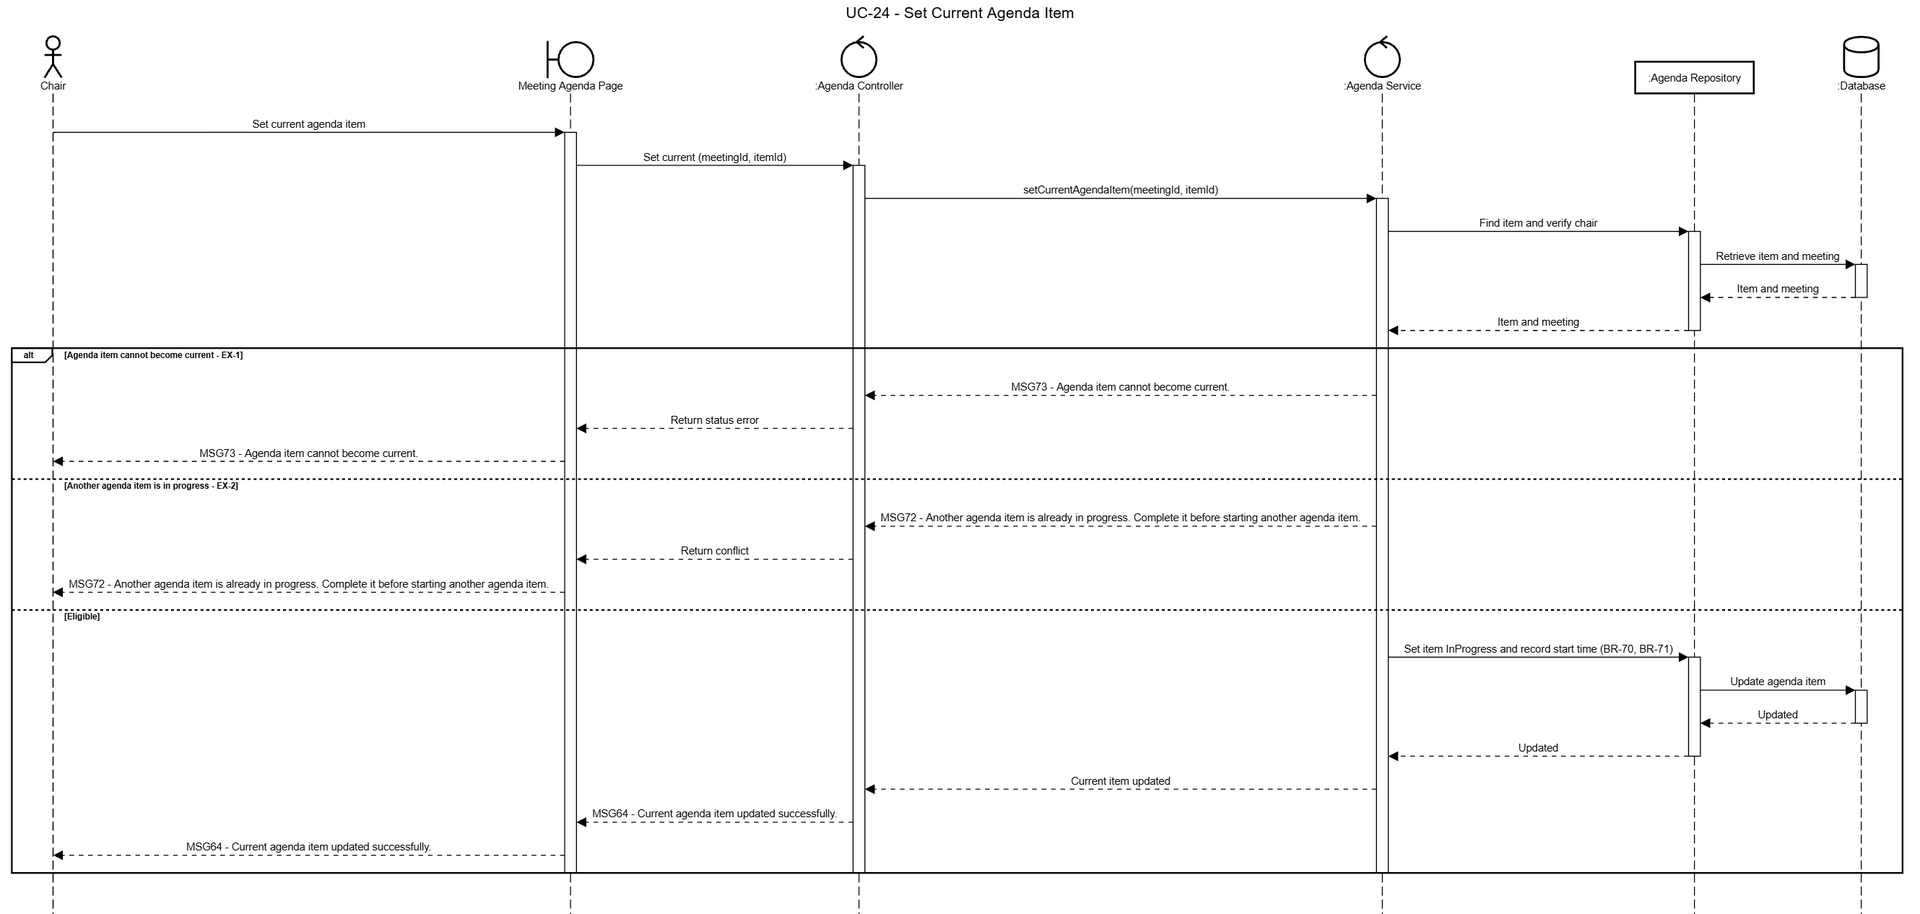 UC-24 - Set Current Agenda Item
Chair
Meeting Agenda Page
:Agenda Controller
:Agenda Service
:Agenda Repository
:Database
Set current agenda item
Set current (meetingId, itemId)
setCurrentAgendaItem(meetingId, itemId)
Find item and verify chair
Retrieve item and meeting
Item and meeting
Item and meeting
alt
[Agenda item cannot become current - EX-1]
MSG73 - Agenda item cannot become current.
Return status error
MSG73 - Agenda item cannot become current.
[Another agenda item is in progress - EX-2]
MSG72 - Another agenda item is already in progress. Complete it before starting another agenda item.
Return conflict
MSG72 - Another agenda item is already in progress. Complete it before starting another agenda item.
[Eligible]
Set item InProgress and record start time (BR-70, BR-71)
Update agenda item
Updated
Updated
Current item updated
MSG64 - Current agenda item updated successfully.
MSG64 - Current agenda item updated successfully.